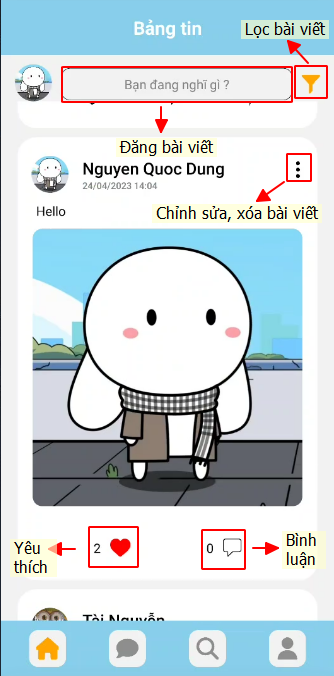 Bảng tin
Lọc bài viết
Bạn đang nghĩ gì ?
Đăng bài viết
Nguyen Quoc Dung
24/04/2023 14:04
Chỉnh sửa, xóa bài viết
Hello
Yêu
thích
2
0
Bình
luận
Tài Nguyễn